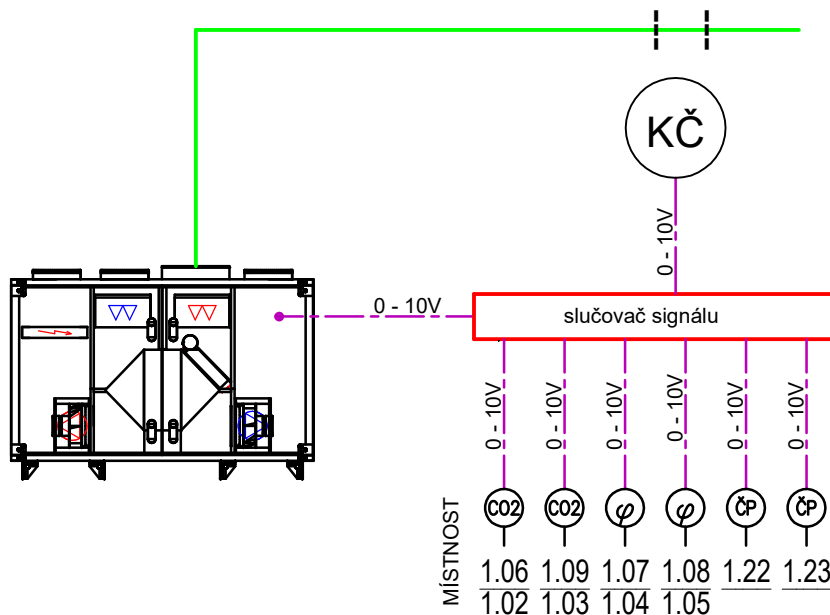 KČ
0 - 10V
0 - 10V
slučovač signálu
0 - 10V 0 - 10V 0 - 10V 0 - 10V 0 - 10V 0 - 10V
MÍSTNOST
CO2 CO2 φ φ ČP ČP
1.06 1.09 1.07 1.08 1.22 1.23
1.02 1.03 1.04 1.05